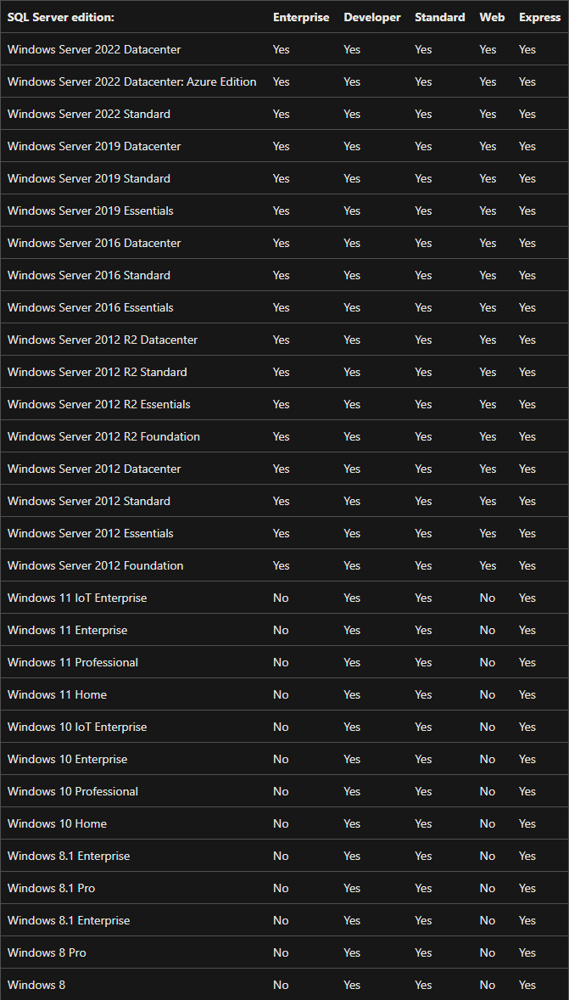 SQL Server edition: Enterprise Developer Standard Web Express
Windows Server 2022 Datacenter Yes Yes Yes Yes Yes
Windows Server 2022 Datacenter: Azure Edition Yes Yes Yes Yes Yes
Windows Server 2022 Standard Yes Yes Yes Yes Yes
Windows Server 2019 Datacenter Yes Yes Yes Yes Yes
Windows Server 2019 Standard Yes Yes Yes Yes Yes
Windows Server 2019 Essentials Yes Yes Yes Yes Yes
Windows Server 2016 Datacenter Yes Yes Yes Yes Yes
Windows Server 2016 Standard Yes Yes Yes Yes Yes
Windows Server 2016 Essentials Yes Yes Yes Yes Yes
Windows Server 2012 R2 Datacenter Yes Yes Yes Yes Yes
Windows Server 2012 R2 Standard Yes Yes Yes Yes Yes
Windows Server 2012 R2 Essentials Yes Yes Yes Yes Yes
Windows Server 2012 R2 Foundation Yes Yes Yes Yes Yes
Windows Server 2012 Datacenter Yes Yes Yes Yes Yes
Windows Server 2012 Standard Yes Yes Yes Yes Yes
Windows Server 2012 Essentials Yes Yes Yes Yes Yes
Windows Server 2012 Foundation Yes Yes Yes Yes Yes
Windows 11 IoT Enterprise No Yes Yes No Yes
Windows 11 Enterprise No Yes Yes No Yes
Windows 11 Professional No Yes Yes No Yes
Windows 11 Home No Yes Yes No Yes
Windows 10 IoT Enterprise No Yes Yes No Yes
Windows 10 Enterprise No Yes Yes No Yes
Windows 10 Professional No Yes Yes No Yes
Windows 10 Home No Yes Yes No Yes
Windows 8.1 Enterprise No Yes Yes No Yes
Windows 8.1 Pro No Yes Yes No Yes
Windows 8.1 Enterprise No Yes Yes No Yes
Windows 8 Pro No Yes Yes No Yes
Windows 8 No Yes Yes No Yes